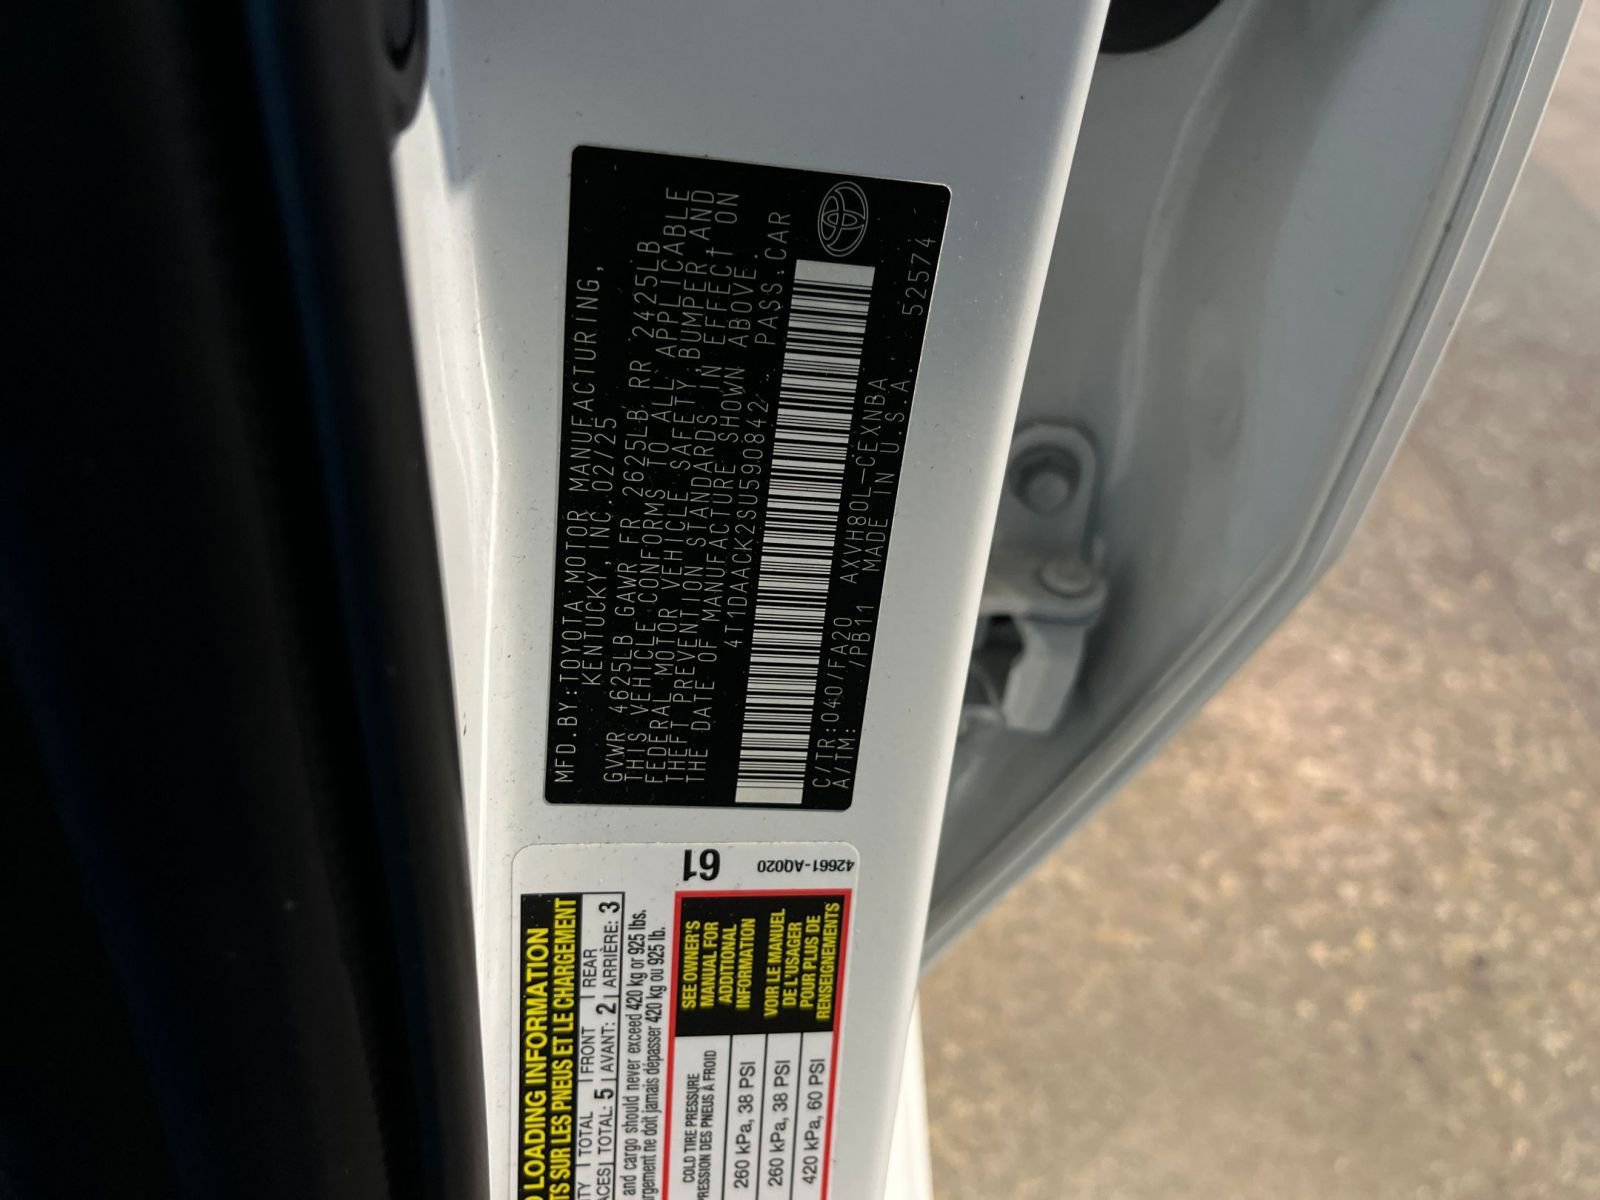 MFD.BY:TOYOTA MOTOR MANUFACTURING,
KENTUCKY,INC.02/25
GVWR 4625LB GAWR FR 2625LB RR 2425LB
THIS VEHICLE CONFORMS TO ALL APPLICABLE
FEDERAL MOTOR VEHICLE SAFETY,BUMPER,AND
THEFT PREVENTION STANDARDS IN EFFECT ON
THE DATE OF MANUFACTURE SHOWN ABOVE.
4T1DAACK2SU590842 PASS.CAR
C/TR:040/FA20 AXVH80L-CEXNBA
A/TM: /PB11 MADE IN U.S.A. 52574
61
42661-AQ020
LOADING INFORMATION
SUR LES PNEUS ET LE CHARGEMENT
TOTAL FRONT REAR
TOTAL: 5 AVANT: 2 ARRIÈRE: 3
and cargo should never exceed 420 kg or 925 lbs.
ne doit jamais dépasser 420 kg ou 925 lb.
COLD TIRE PRESSURE
DES PNEUS À FROID
260 kPa, 38 PSI
260 kPa, 38 PSI
420 kPa, 60 PSI
SEE OWNER'S
MANUAL FOR
ADDITIONAL
INFORMATION
VOIR LE MANUEL
DE L'USAGER
POUR PLUS DE
RENSEIGNEMENTS